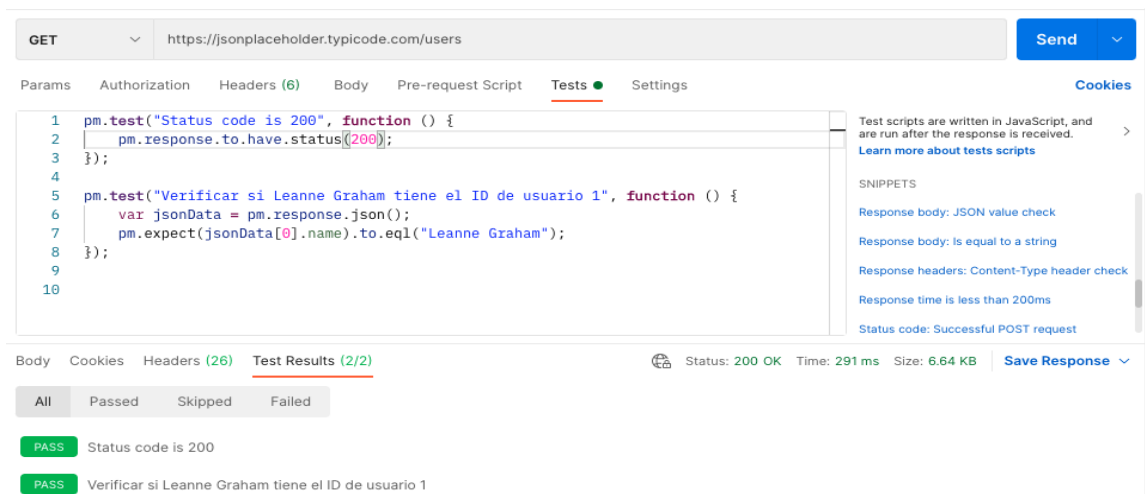 GET https://jsonplaceholder.typicode.com/users Send
Params Authorization Headers (6) Body Pre-request Script Tests Settings Cookies
1 pm.test("Status code is 200", function () {
2 pm.response.to.have.status(200);
3 });
4
5 pm.test("Verificar si Leanne Graham tiene el ID de usuario 1", function () {
6 var jsonData = pm.response.json();
7 pm.expect(jsonData[0].name).to.eql("Leanne Graham");
8 });
9
10
Test scripts are written in JavaScript, and
are run after the response is received.
Learn more about tests scripts
SNIPPETS
Response body: JSON value check
Response body: Is equal to a string
Response headers: Content-Type header check
Response time is less than 200ms
Status code: Successful POST request
Body Cookies Headers (26) Test Results (2/2) Status: 200 OK Time: 291 ms Size: 6.64 KB Save Response
All Passed Skipped Failed
PASS Status code is 200
PASS Verificar si Leanne Graham tiene el ID de usuario 1